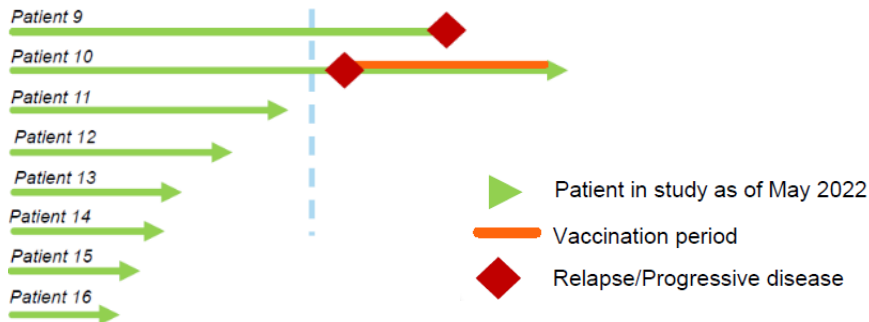 Patient 9
Patient 10
Patient 11
Patient 12
Patient 13
Patient 14
Patient 15
Patient 16
Patient in study as of May 2022
Vaccination period
Relapse/Progressive disease